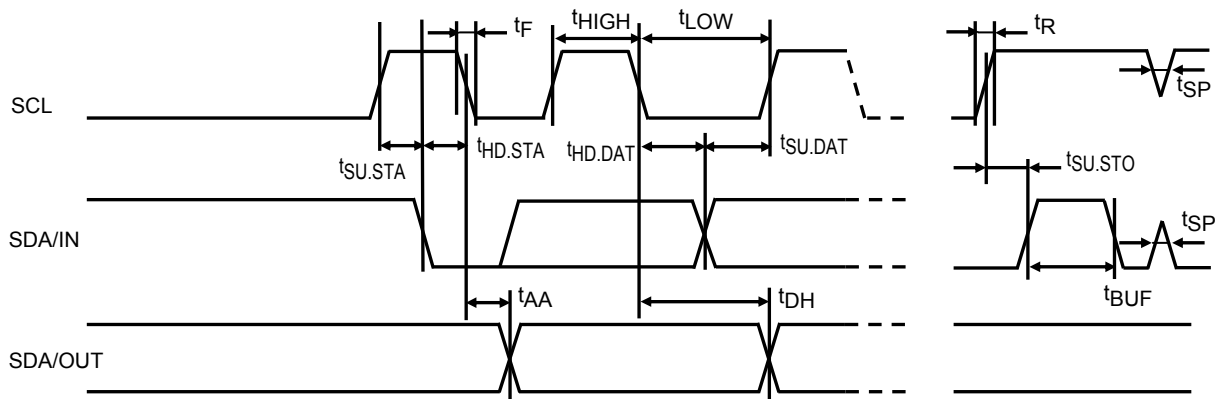 tF
tHIGH
tLOW
tR
SCL
tSP
tSU.STA
tHD.STA
tHD.DAT
tSU.DAT
tSU.STO
SDA/IN
tSP
tAA
tDH
tBUF
SDA/OUT